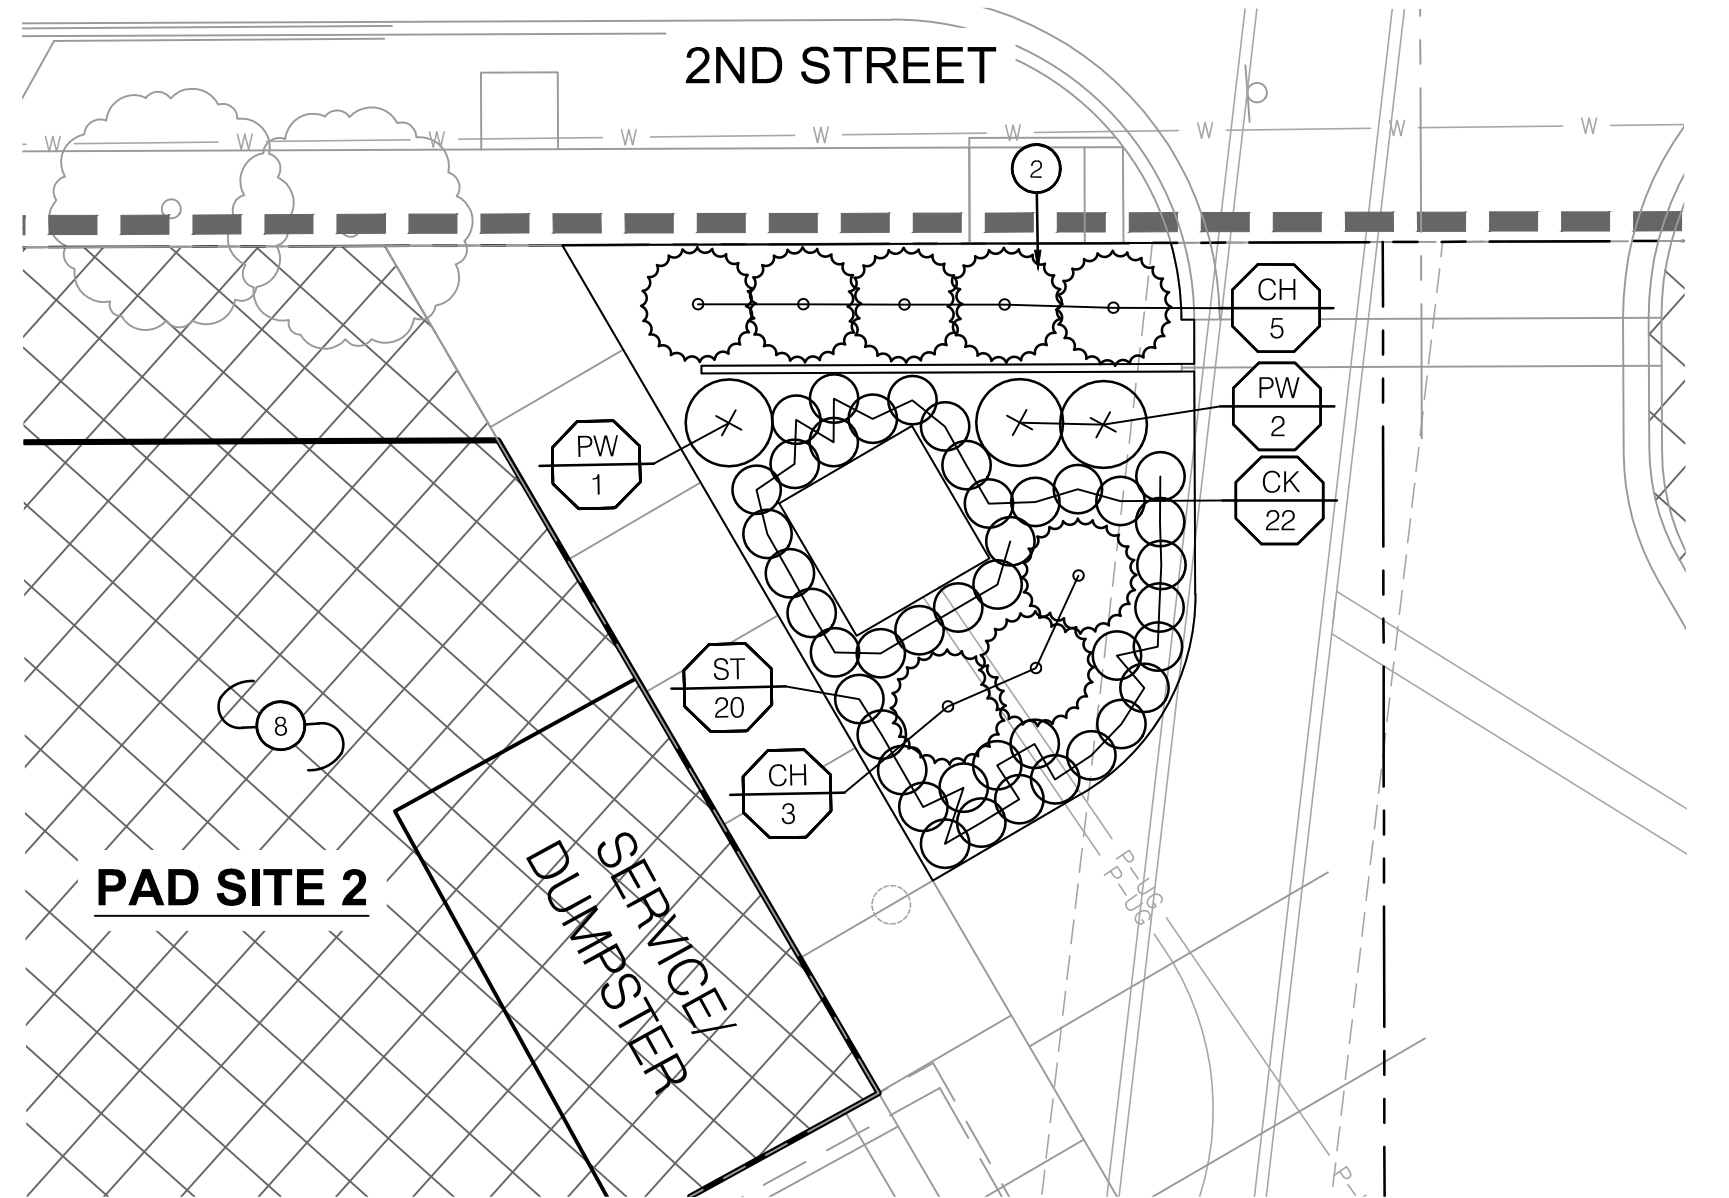 2ND STREET
W W W W W W W W W
2
CH
5
PW
2
PW
1
CK
22
ST
20
CH
3
8
PAD SITE 2
SERVICE/
DUMPSTER
P-UG
P-UG
P-